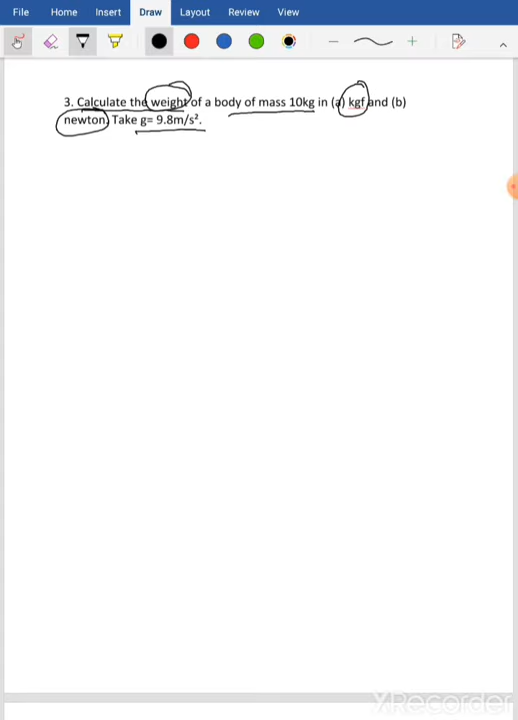 File Home Insert Draw Layout Review View
3. Calculate the weight of a body of mass 10kg in (a) kgf and (b)
newton. Take g= 9.8m/s².
XRecorder